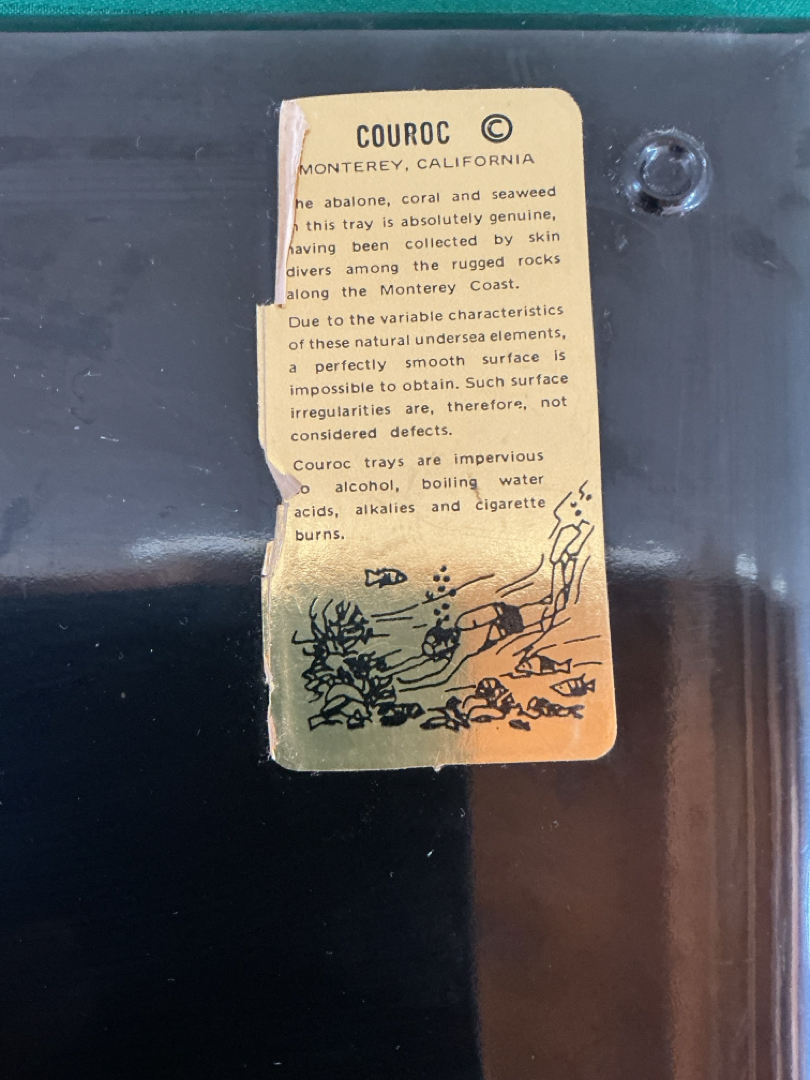 COUROC ©
MONTEREY, CALIFORNIA
he abalone, coral and seaweed
n this tray is absolutely genuine,
having been collected by skin
divers among the rugged rocks
along the Monterey Coast.
Due to the variable characteristics
of these natural undersea elements,
a perfectly smooth surface is
impossible to obtain. Such surface
irregularities are, therefore, not
considered defects.
Couroc trays are impervious
to alcohol, boiling water
acids, alkalies and cigarette
burns.